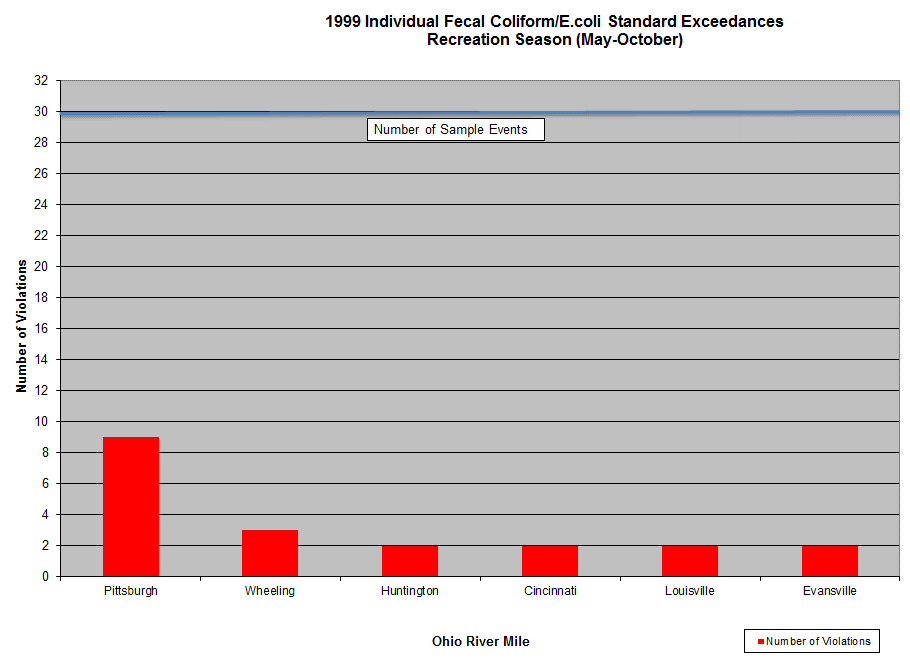 1999 Individual Fecal Coliform/E.coli Standard Exceedances
Recreation Season (May-October)
32
30
28
26
24
22
20
18
16
14
12
10
8
6
4
2
0
Number of Violations
Number of Sample Events
Pittsburgh Wheeling Huntington Cincinnati Louisville Evansville
Ohio River Mile
Number of Violations